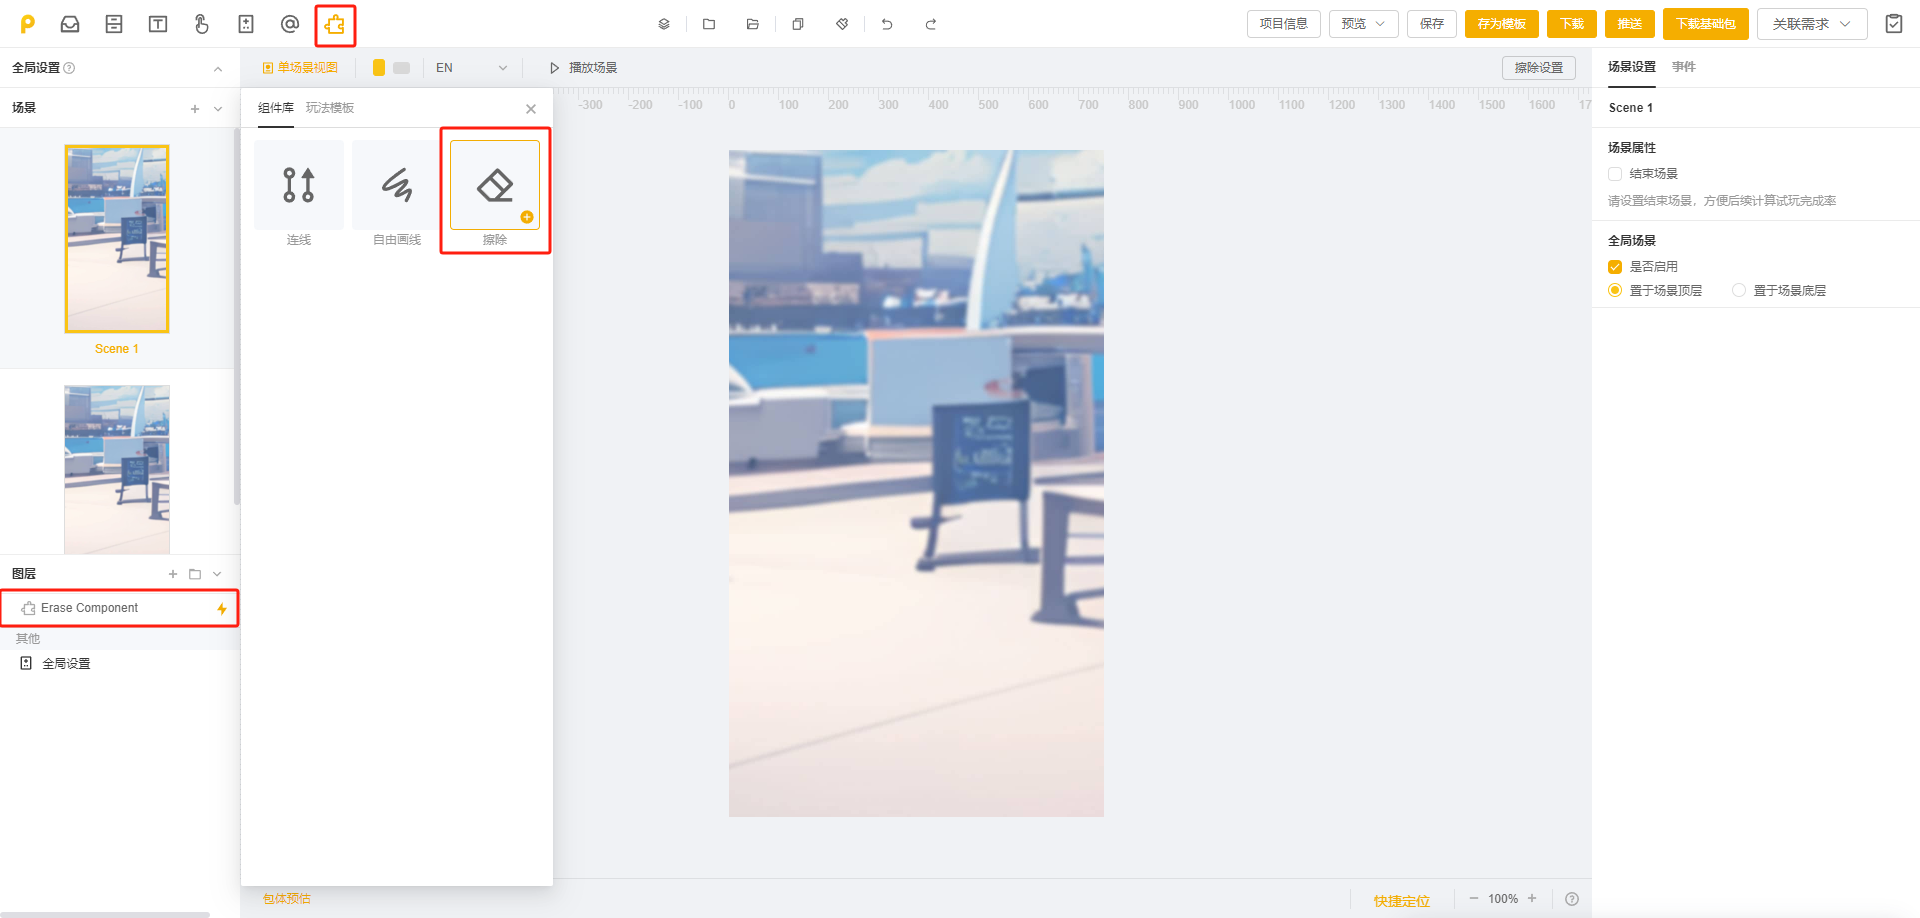 项目信息
预览
保存
存为模板
下载
推送
下载基础包
关联需求
全局设置
单场景视图
EN
播放场景
擦除设置
场景设置
事件
场景
组件库
玩法模板
-300 -200 -100 0 100 200 300 400 500 600 700 800 900 1000 1100 1200 1300 1400 1500 1600 17
Scene 1
场景属性
结束场景
请设置结束场景，方便后续计算试玩完成率
连线
自由画线
擦除
全局场景
是否启用
置于场景顶层
置于场景底层
Scene 1
图层
Erase Component
其他
全局设置
包体预估
快捷定位
100%